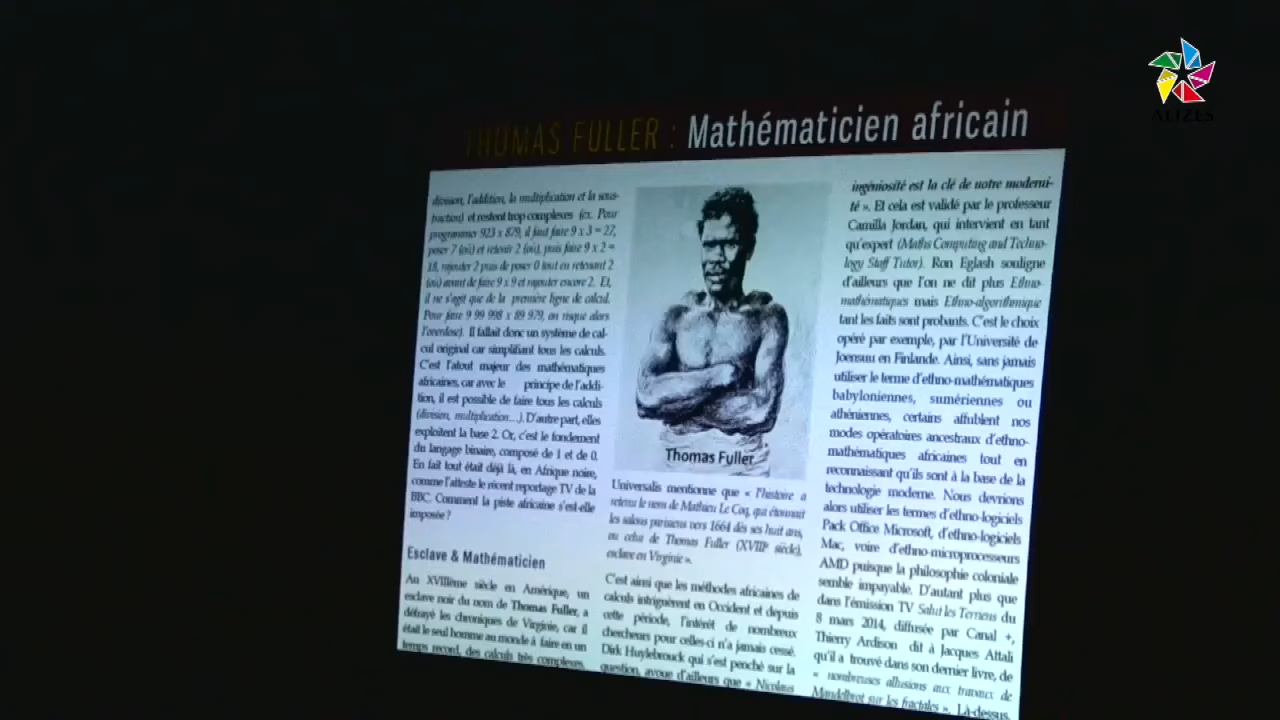 ALIZES
THOMAS FULLER : Mathématicien africain
division, l'addition, la multiplication et la sous-
traction) et restent trop complexes (ex. Pour
programmer 923 x 879, il faut faire 9 x 3 = 27,
poser 7 (où) et retenir 2 (où), puis faire 9 x 2 =
18, rajouter 2 puis de poser 0 tout en retenant 2
(où) avant de faire 9 x 9 et rajouter encore 2. Et,
il ne s'agit que de la première ligne de calcul.
Pour faire 9 99 998 x 89 979, on risque alors
l'overdose). Il fallait donc un système de cal-
cul original car simplifiant tous les calculs.
C'est l'atout majeur des mathématiques
africaines, car avec le principe de l'addi-
tion, il est possible de faire tous les calculs
(division, multiplication...). D'autre part, elles
exploitent la base 2. Or, c'est le fondement
du langage binaire, composé de 1 et de 0.
En fait tout était déjà là, en Afrique noire,
comme l'atteste le récent reportage TV de la
BBC. Comment la piste africaine s'est-elle
imposée ?
Esclave & Mathématicien
Au XVIIIème siècle en Amérique, un
esclave noir du nom de Thomas Fuller, a
défrayé les chroniques de Virginie, car il
était le seul homme au monde à faire en un
temps record, des calculs très complexes.
Thomas Fuller
Universalis mentionne que « l'histoire a
retenu le nom de Mathieu Le Coq, qui étonnait
les salons parisiens vers 1664 dès ses huit ans,
ou celui de Thomas Fuller (XVIIIe siècle),
esclave en Virginie ».
C'est ainsi que les méthodes africaines de
calculs intriguèrent en Occident et depuis
cette période, l'intérêt de nombreux
chercheurs pour celles-ci n'a jamais cessé.
Dirk Huylebrouck qui s'est penché sur la
question, avoue d'ailleurs que « Nicolaus
ingéniosité est la clé de notre moderni-
té ». Et cela est validé par le professeur
Camilla Jordan, qui intervient en tant
qu'expert (Maths Computing and Techno-
logy Staff Tutor). Ron Eglash souligne
d'ailleurs que l'on ne dit plus Ethno-
mathématiques mais Ethno-algorithmique
tant les faits sont probants. C'est le choix
opéré par exemple, par l'Université de
Joensuu en Finlande. Ainsi, sans jamais
utiliser le terme d'ethno-mathématiques
babyloniennes, sumériennes ou
athéniennes, certains affublent nos
modes opératoires ancestraux d'ethno-
mathématiques africaines tout en
reconnaissant qu'ils sont à la base de la
technologie moderne. Nous devrions
alors utiliser les termes d'ethno-logiciels
Pack Office Microsoft, d'ethno-logiciels
Mac, voire d'ethno-microprocesseurs
AMD puisque la philosophie coloniale
semble impayable. D'autant plus que
dans l'émission TV Salut les Terriens du
8 mars 2014, diffusée par Canal +,
Thierry Ardison dit à Jacques Attali
qu'il a trouvé dans son dernier livre, de
« nombreuses allusions aux travaux de
Mandelbrot sur les fractales ». Là-dessus,